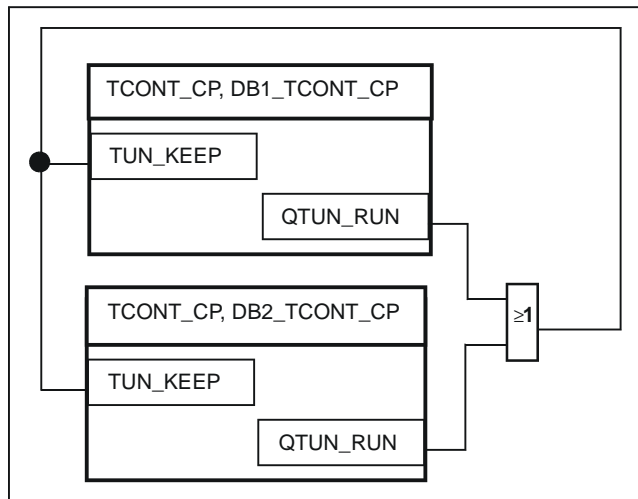 TCONT_CP, DB1_TCONT_CP
TUN_KEEP
QTUN_RUN
≥1
TCONT_CP, DB2_TCONT_CP
TUN_KEEP
QTUN_RUN